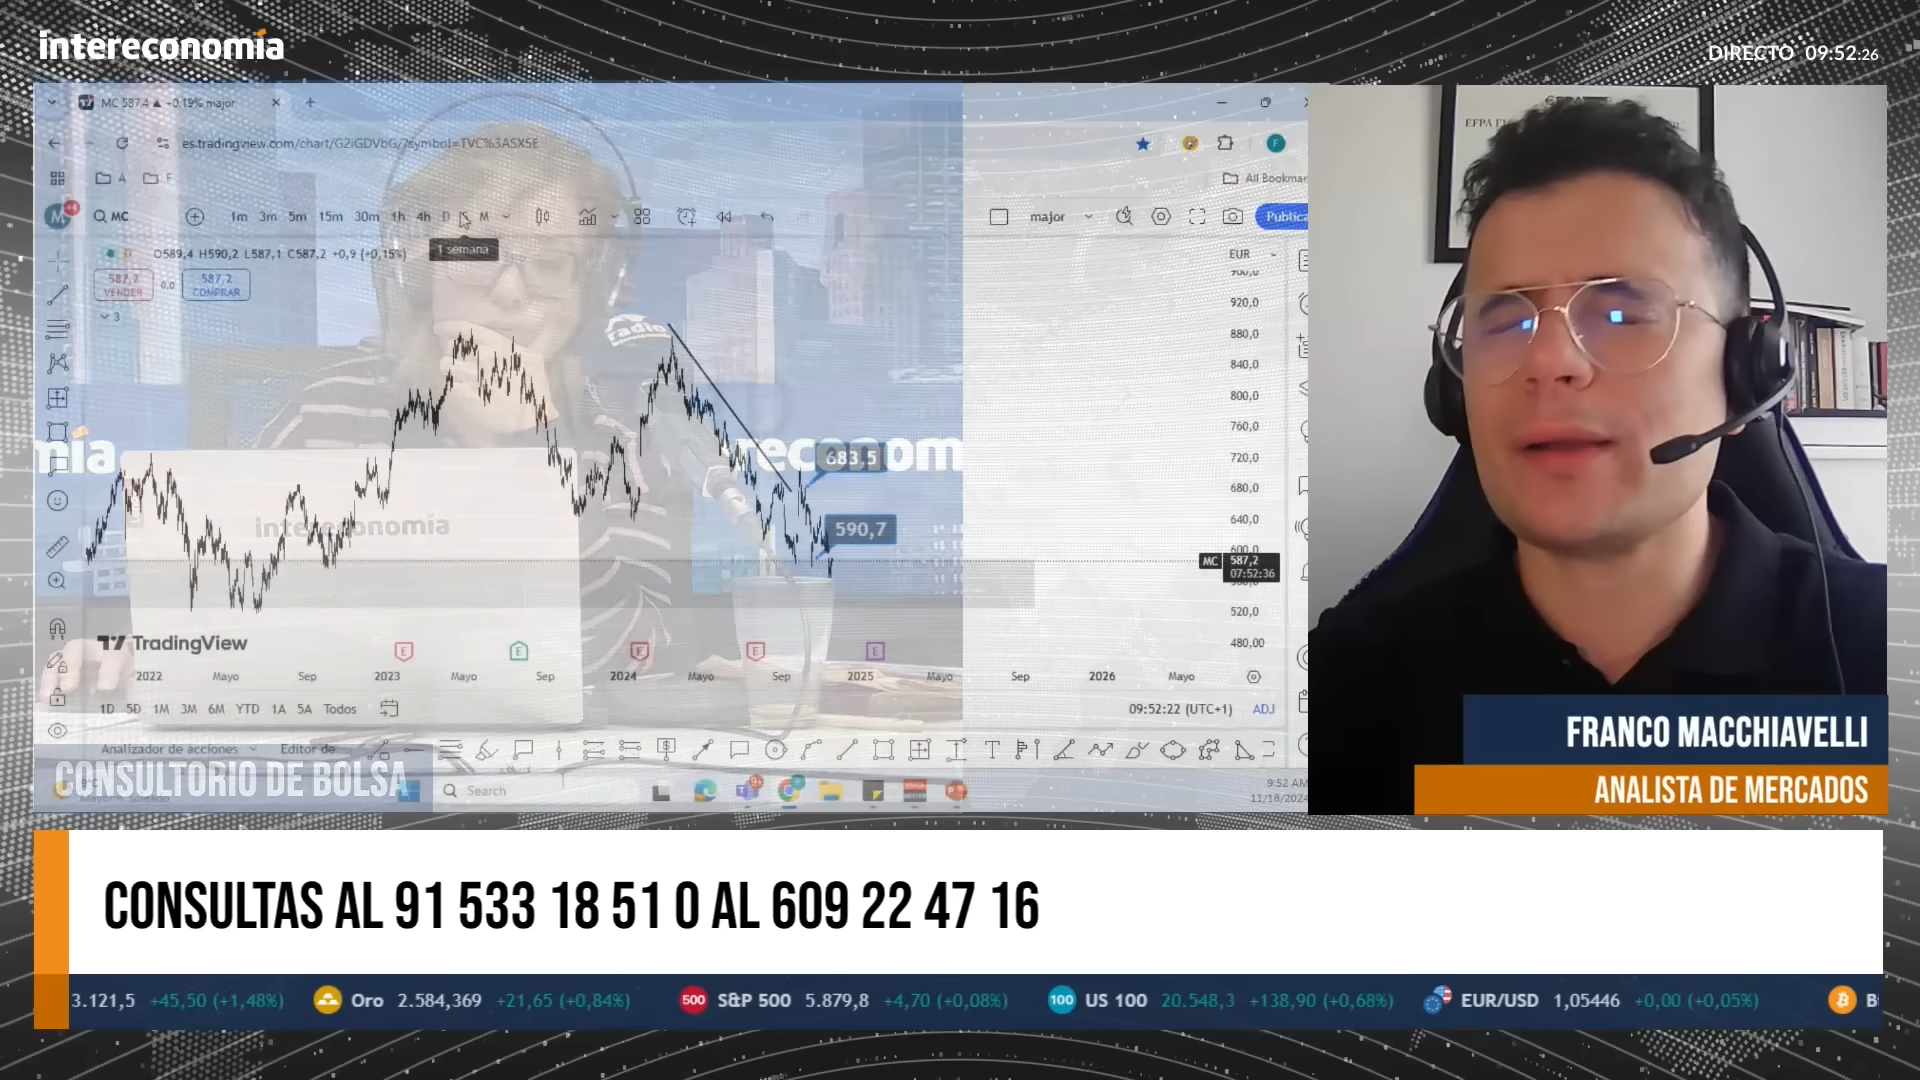 intereconomía
DIRECTO 09:52:26
MC 587,4 ▲ +0.19% major
es.tradingview.com/chart/G2iGDVbG/?symbol=TVC%3ASX5E
A
F
All Bookmar
MC
1m 3m 5m 15m 30m 1h 4h D M
major
Publica
1 semana
O589,4 H590,2 L587,1 C587,2 +0,9 (+0,15%)
EUR
587,2
VENDER
0,0
587,2
COMPRAR
3
920,0
880,0
840,0
800,0
760,0
720,0
680,0
640,0
600,0
520,0
480,00
radio
mía
reconom
683,5
590,7
intereconomía
MC 587,2
07:52:36
TradingView
E E E E E
2022 Mayo Sep 2023 Mayo Sep 2024 Mayo Sep 2025 Mayo Sep 2026 Mayo
1D 5D 1M 3M 6M YTD 1A 5A Todos
09:52:22 (UTC+1) ADJ
Analizador de acciones
Editor de
CONSULTORIO DE BOLSA
Search
9:52 AM
11/18/2024
EFPA
FRANCO MACCHIAVELLI
ANALISTA DE MERCADOS
CONSULTAS AL 91 533 18 51 O AL 609 22 47 16
3.121,5 +45,50 (+1,48%) Oro 2.584,369 +21,65 (+0,84%) 500 S&P 500 5.879,8 +4,70 (+0,08%) 100 US 100 20.548,3 +138,90 (+0,68%) EUR/USD 1,05446 +0,00 (+0,05%) B